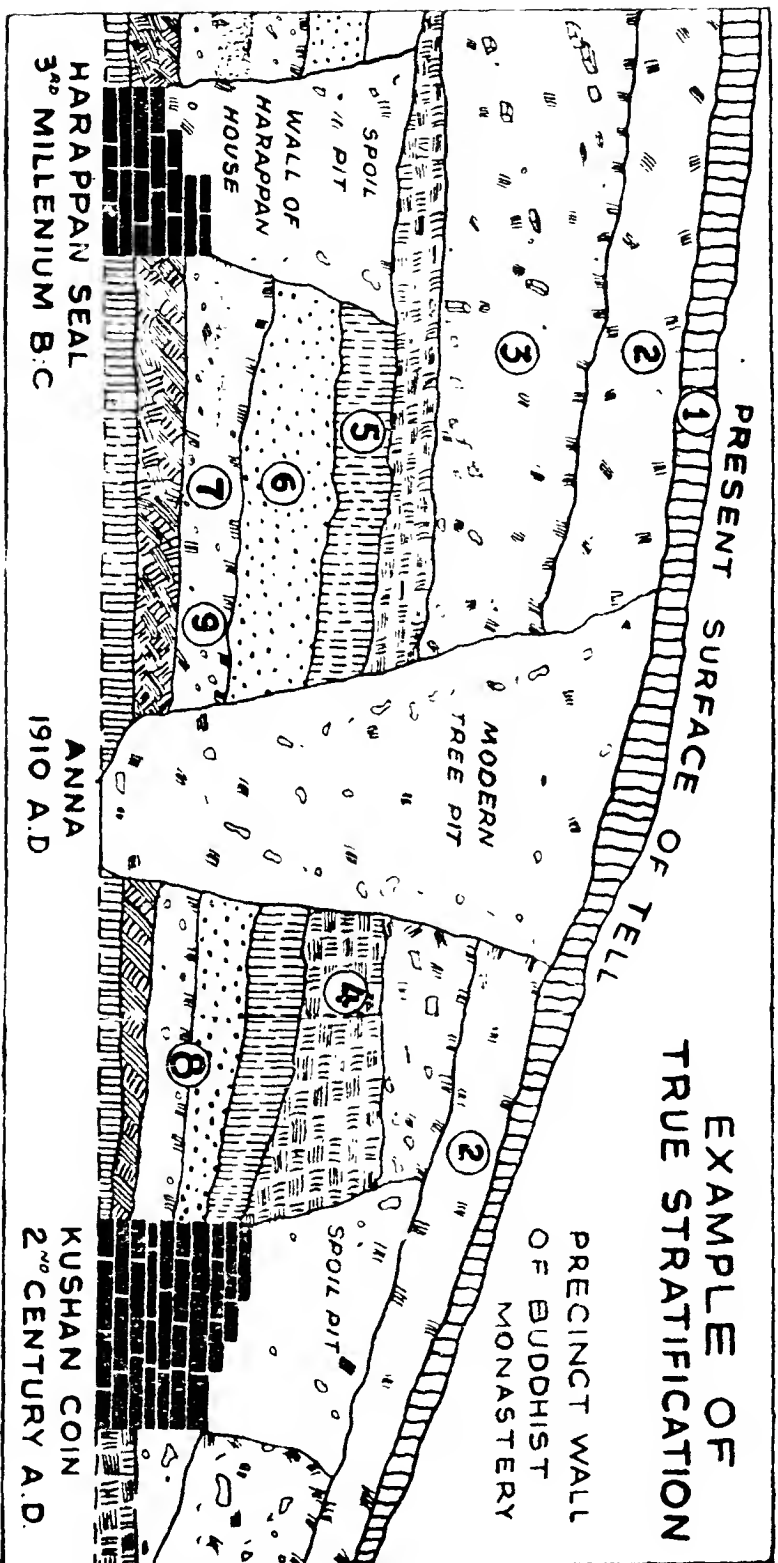 EXAMPLE OF
TRUE STRATIFICATION
PRESENT SURFACE OF TELL
PRECINCT WALL
OF BUDDHIST
MONASTERY
1
2
3
2
MODERN
TREE PIT
SPOIL
PIT
WALL OF
HARAPPAN
HOUSE
SPOIL PIT
4
5
6
7
9
8
HARAPPAN SEAL
3RD MILLENIUM B·C
ANNA
1910 A.D
KUSHAN COIN
2ND CENTURY A.D.